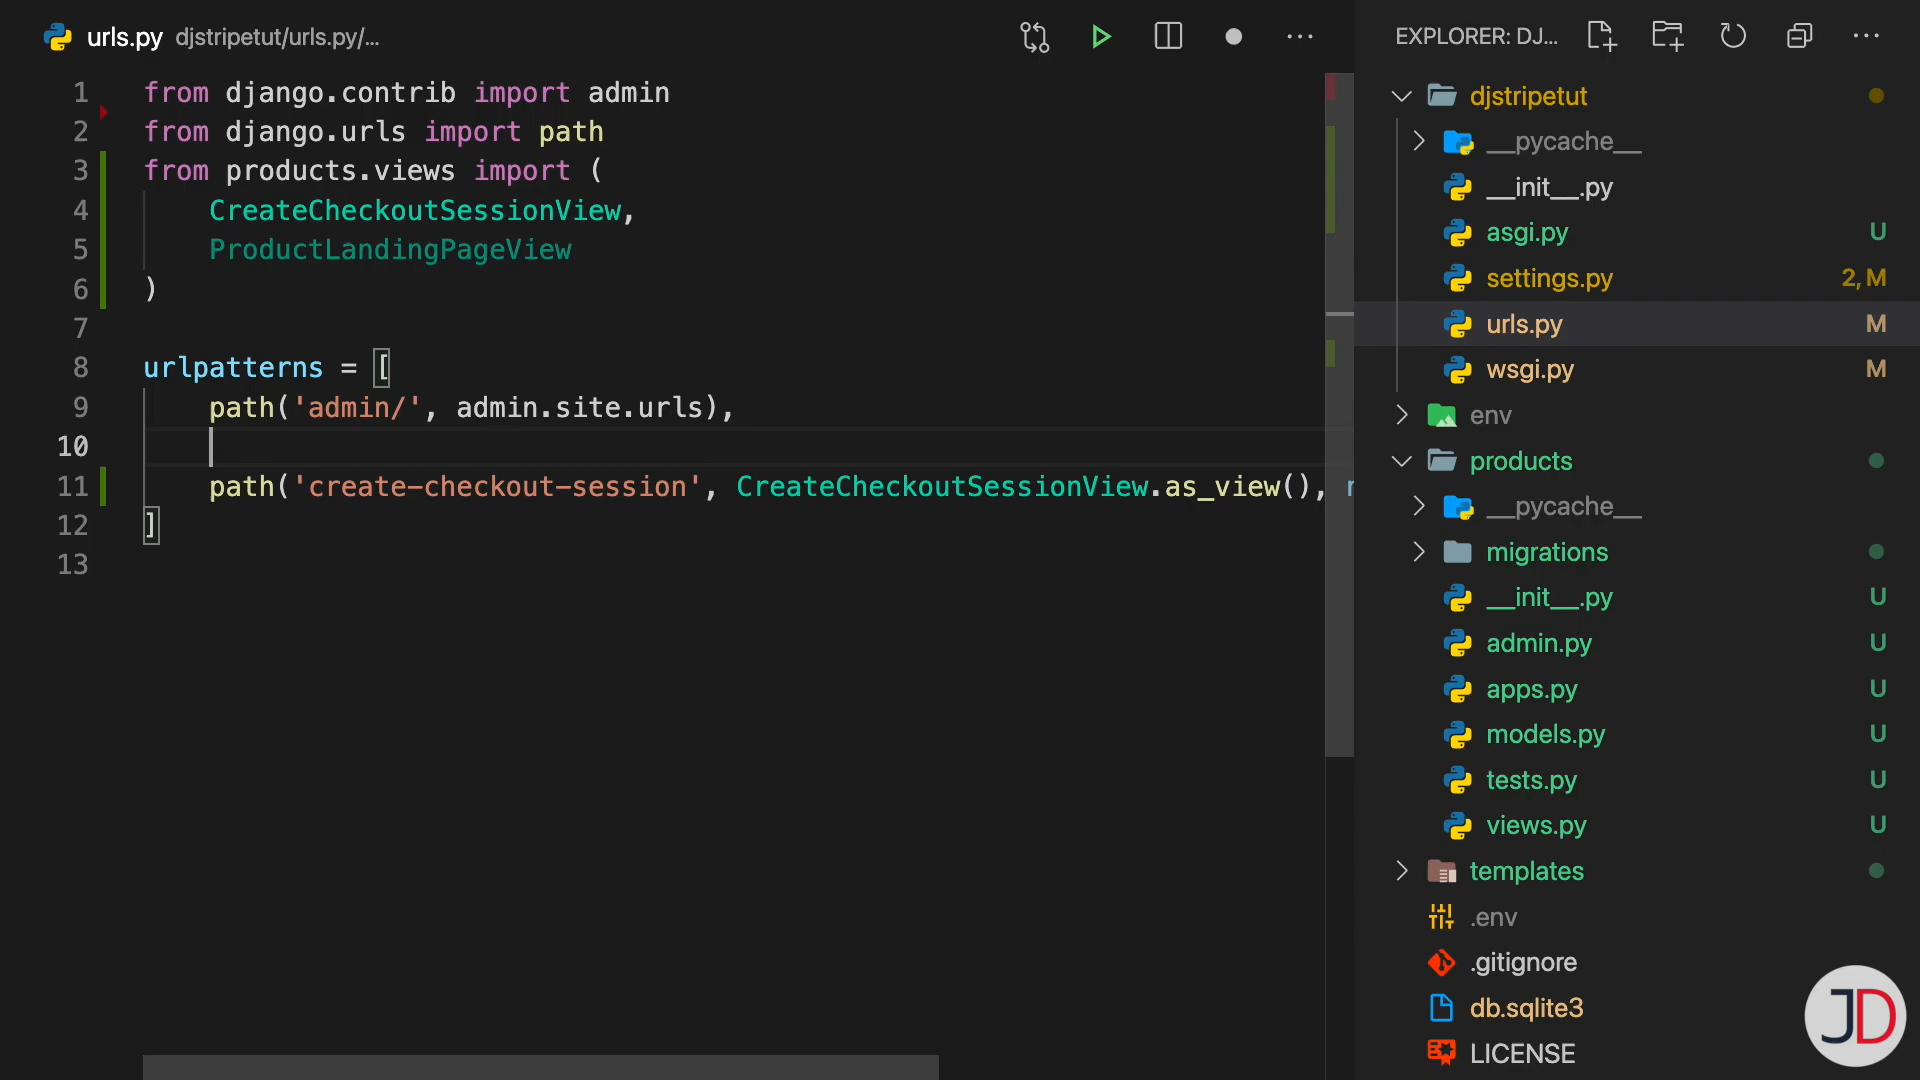 urls.py djstripetut/urls.py/...
1 from django.contrib import admin
2 from django.urls import path
3 from products.views import (
4 CreateCheckoutSessionView,
5 ProductLandingPageView
6 )
7
8 urlpatterns = [
9 path('admin/', admin.site.urls),
10
11 path('create-checkout-session', CreateCheckoutSessionView.as_view(),
12 ]
13
EXPLORER: DJ...
djstripetut
__pycache__
__init__.py
asgi.py U
settings.py 2, M
urls.py M
wsgi.py M
env
products
__pycache__
migrations
__init__.py U
admin.py U
apps.py U
models.py U
tests.py U
views.py U
templates
.env
.gitignore
db.sqlite3
LICENSE
JD